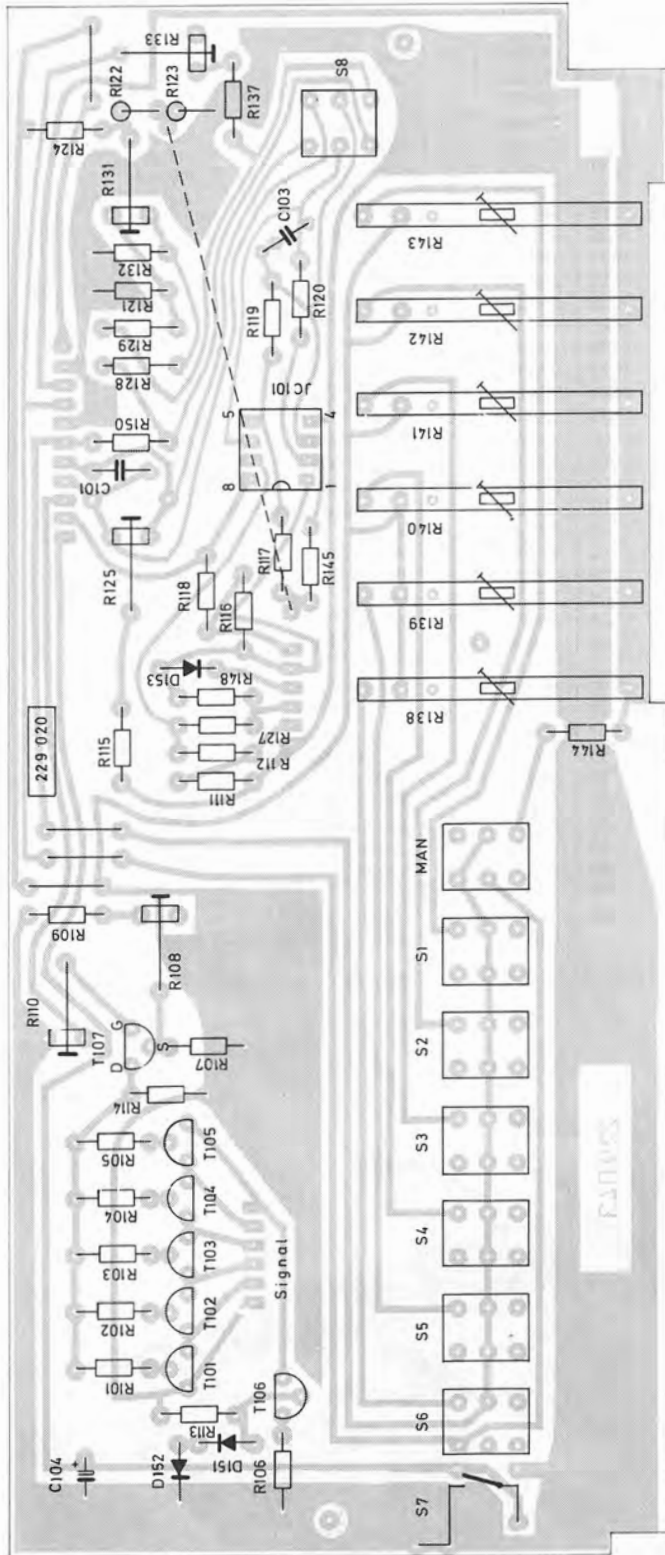 R133
R122
R123
R137
R124
S8
R131
C103
R132
R121
R119
R120
R143
R129
R128
R142
JC101
R150
5
4
C101
8
1
R141
R125
R118
R117
R145
R140
R116
D153
R139
R148
R127
R112
R111
R115
R138
229 020
R144
MAN
R109
R108
S1
R110
G
T107
D
S
R107
S2
R114
R105
T105
S3
R104
T104
R103
T103
S4
Signal
R102
T102
S5
R101
T101
R113
T106
S6
C104
+
D152
D151
R106
S7